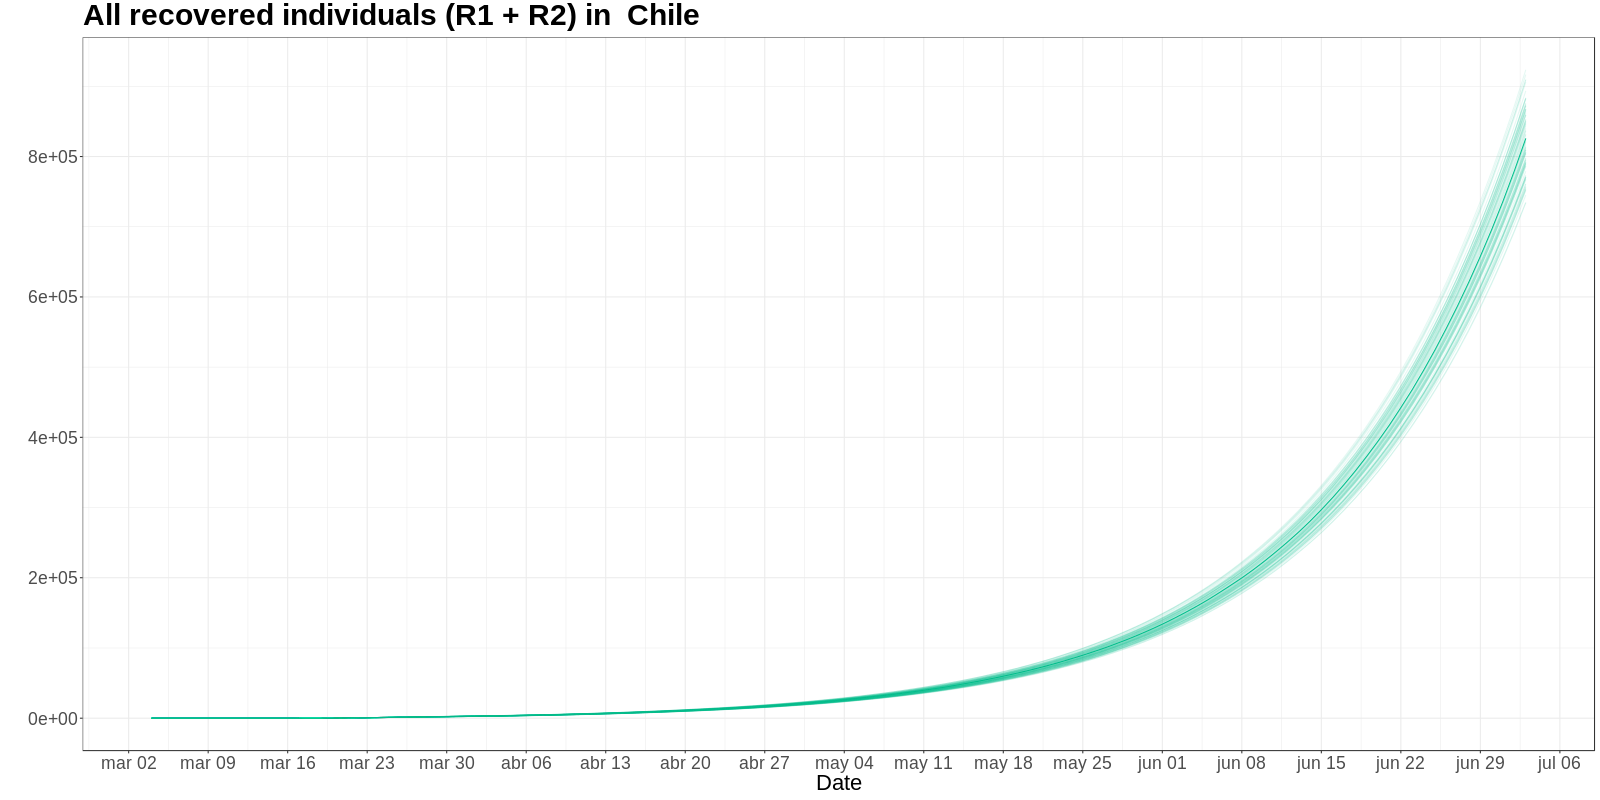 All recovered individuals (R1 + R2) in  Chile
8e+05
6e+05
4e+05
2e+05
0e+00
mar 02 mar 09 mar 16 mar 23 mar 30 abr 06 abr 13 abr 20 abr 27 may 04 may 11 may 18 may 25 jun 01 jun 08 jun 15 jun 22 jun 29 jul 06
Date